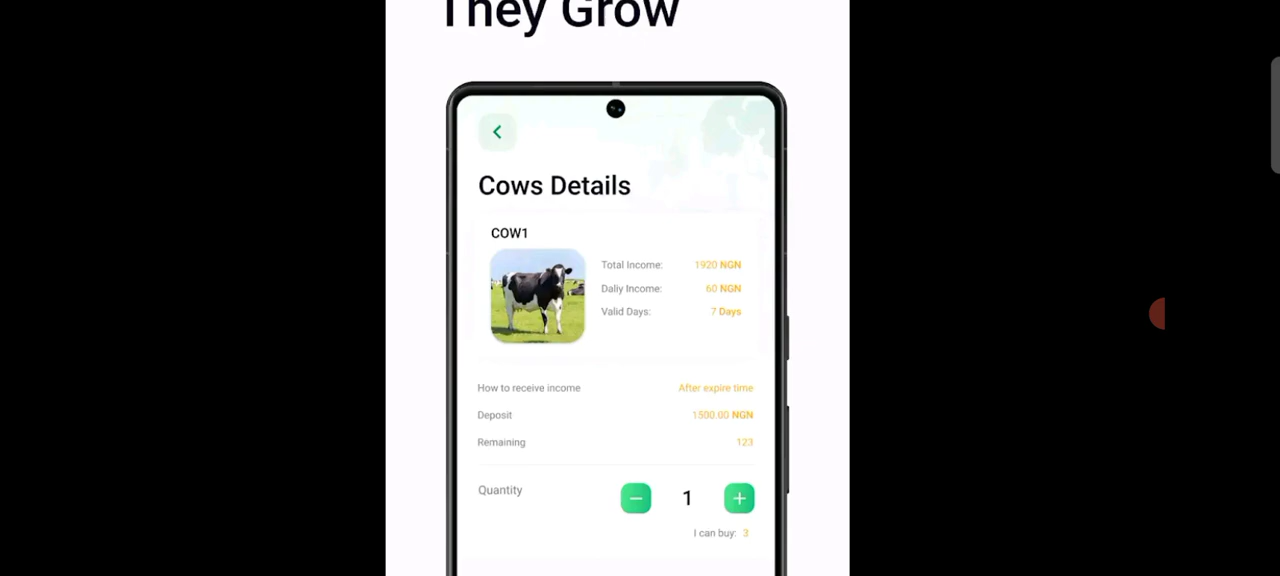 They Grow
Cows Details
COW1
Total Income: 1920 NGN
Daliy Income: 60 NGN
Valid Days: 7 Days
How to receive income After expire time
Deposit 1500.00 NGN
Remaining 123
Quantity 1
I can buy: 3